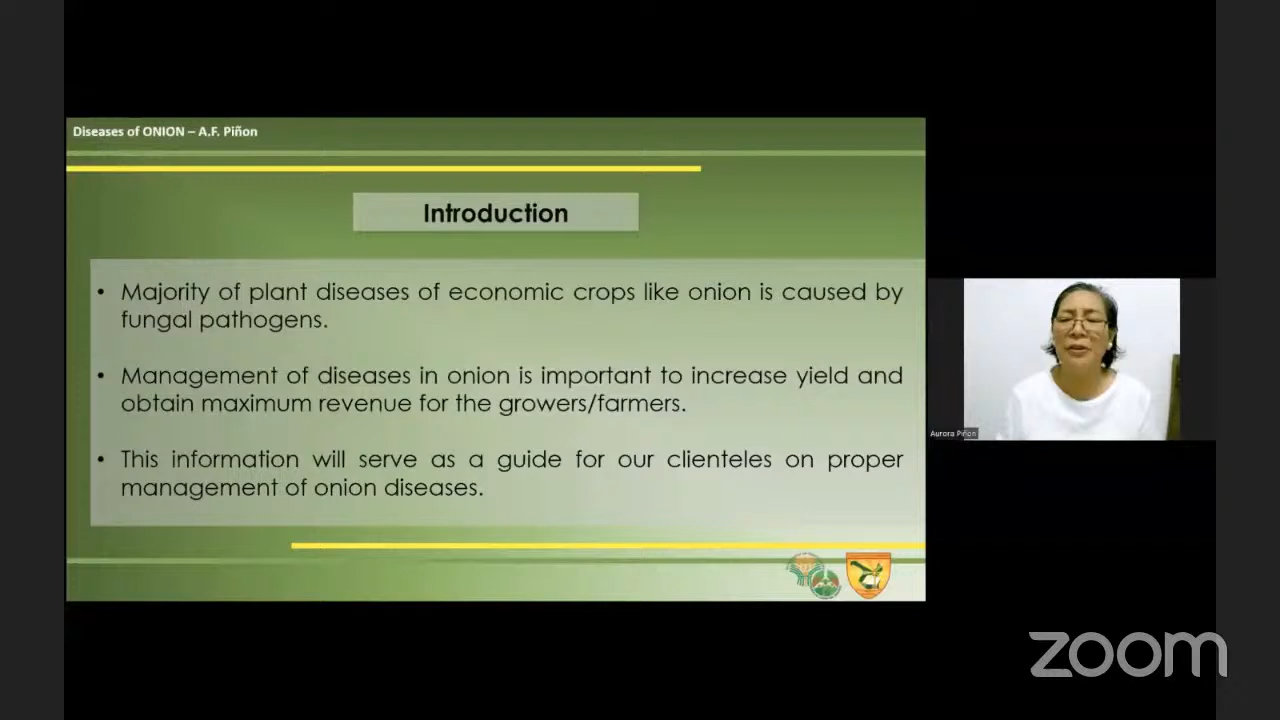 Diseases of ONION – A.F. Piñon
Introduction
• Majority of plant diseases of economic crops like onion is caused by
fungal pathogens.
• Management of diseases in onion is important to increase yield and
obtain maximum revenue for the growers/farmers.
• This information will serve as a guide for our clienteles on proper
management of onion diseases.
Aurora Piñon
zoom